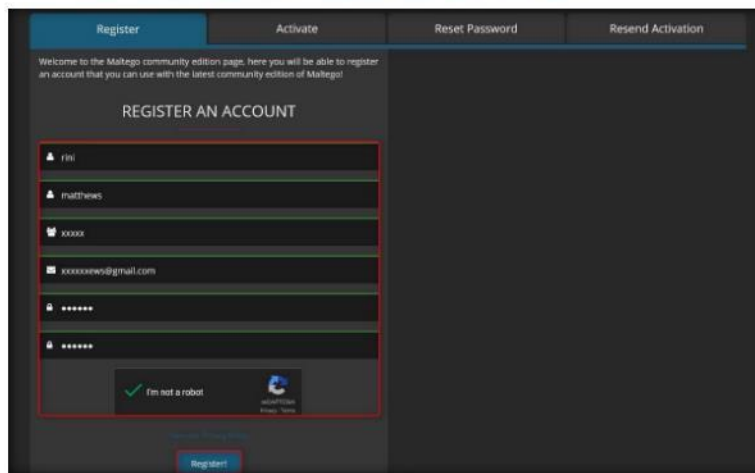 Register
Activate
Reset Password
Resend Activation
Welcome to the Maltego community edition page, here you will be able to register
an account that you can use with the latest community edition of Maltego!
REGISTER AN ACCOUNT
rini
matthews
xxxxx
xxxxxxews@gmail.com
••••••
••••••
I'm not a robot
reCAPTCHA
Privacy - Terms
Register!